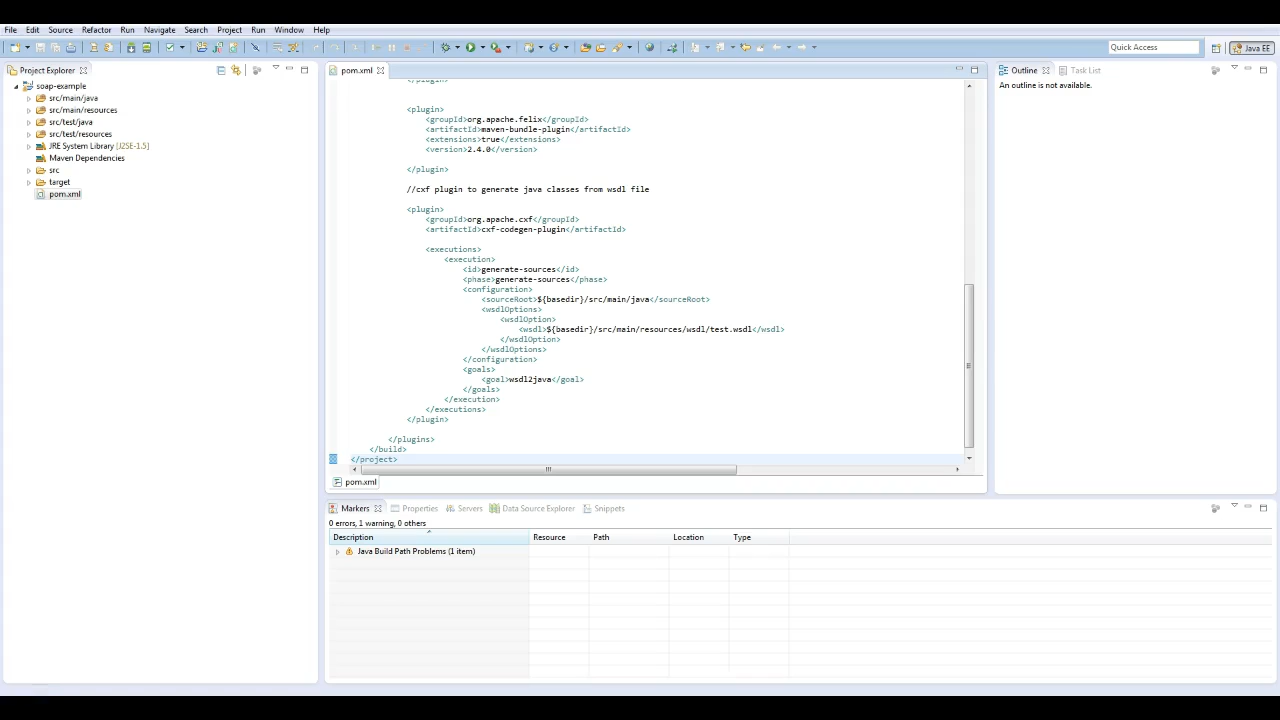 File Edit Source Refactor Run Navigate Search Project Run Window Help
Quick Access
Java EE
Project Explorer
soap-example
src/main/java
src/main/resources
src/test/java
src/test/resources
JRE System Library [J2SE-1.5]
Maven Dependencies
src
target
pom.xml
pom.xml
</plugin>
<plugin>
<groupId>org.apache.felix</groupId>
<artifactId>maven-bundle-plugin</artifactId>
<extensions>true</extensions>
<version>2.4.0</version>
</plugin>
//cxf plugin to generate java classes from wsdl file
<plugin>
<groupId>org.apache.cxf</groupId>
<artifactId>cxf-codegen-plugin</artifactId>
<executions>
<execution>
<id>generate-sources</id>
<phase>generate-sources</phase>
<configuration>
<sourceRoot>${basedir}/src/main/java</sourceRoot>
<wsdlOptions>
<wsdlOption>
<wsdl>${basedir}/src/main/resources/wsdl/test.wsdl</wsdl>
</wsdlOption>
</wsdlOptions>
</configuration>
<goals>
<goal>wsdl2java</goal>
</goals>
</execution>
</executions>
</plugin>
</plugins>
</build>
</project>
pom.xml
Outline Task List
An outline is not available.
Markers Properties Servers Data Source Explorer Snippets
0 errors, 1 warning, 0 others
Description Resource Path Location Type
Java Build Path Problems (1 item)